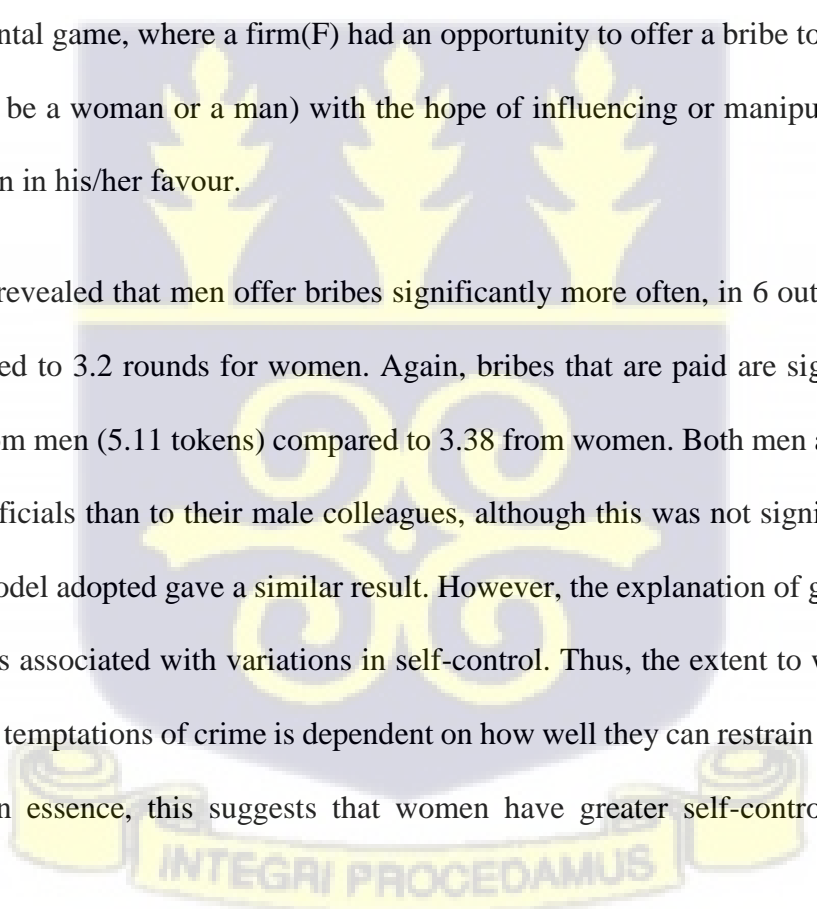 ntal game, where a firm(F) had an opportunity to offer a bribe to
be a woman or a man) with the hope of influencing or manipu
n in his/her favour.
revealed that men offer bribes significantly more often, in 6 out
ed to 3.2 rounds for women. Again, bribes that are paid are sig
om men (5.11 tokens) compared to 3.38 from women. Both men a
ficials than to their male colleagues, although this was not signi
odel adopted gave a similar result. However, the explanation of g
s associated with variations in self-control. Thus, the extent to w
temptations of crime is dependent on how well they can restrain
n essence, this suggests that women have greater self-contro
INTEGRI PROCEDAMUS